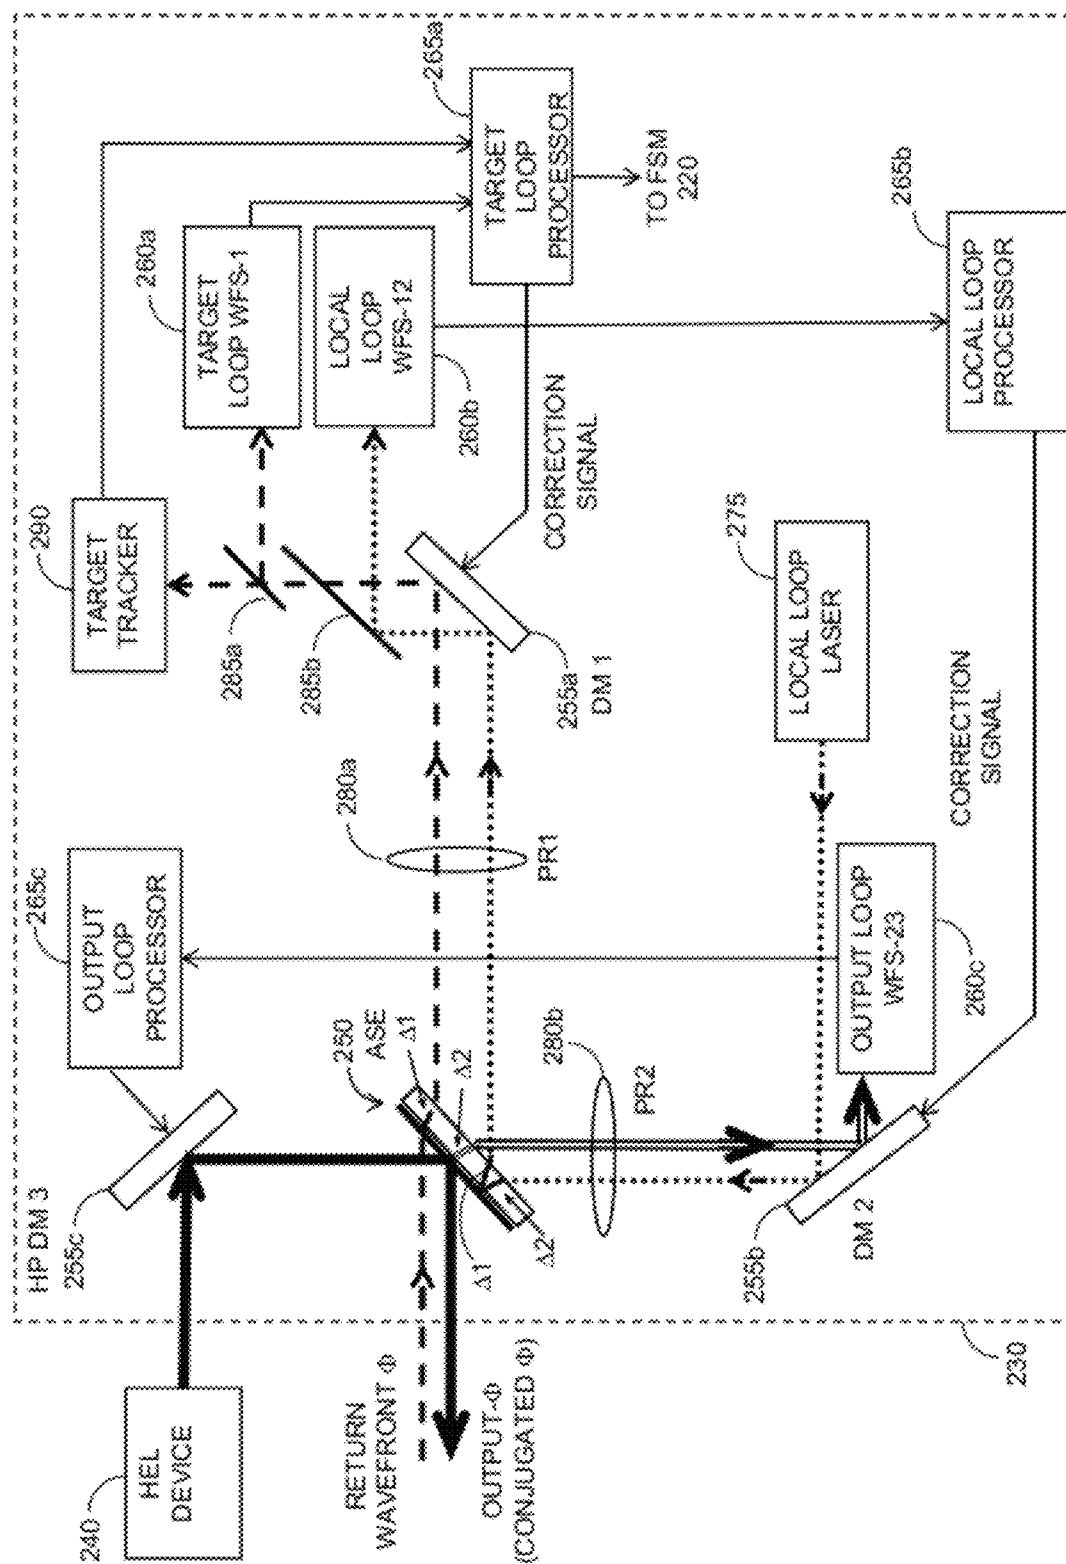 240
HEL
DEVICE
HP DM 3
255c
OUTPUT
LOOP
PROCESSOR
265c
TARGET
TRACKER
290
285a
285b
TARGET
LOOP WFS-1
260a
LOCAL
LOOP
WFS-12
260b
TARGET
LOOP
PROCESSOR
265a
TO FSM
220
RETURN
WAVEFRONT Φ
OUTPUT-Φ
(CONJUGATED Φ)
250
ASE
Δ1
Δ2
Δ1
Δ2
280a
PR1
255a
DM 1
CORRECTION
SIGNAL
280b
PR2
LOCAL LOOP
LASER
275
255b
DM 2
OUTPUT LOOP
WFS-23
260c
CORRECTION
SIGNAL
LOCAL LOOP
PROCESSOR
265b
230